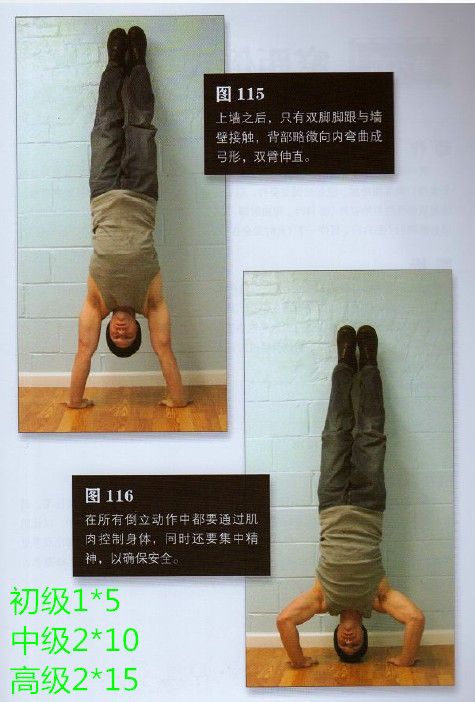 图 115
上墙之后，只有双脚脚跟与墙
壁接触，背部略微向内弯曲成
弓形，双臂伸直。
图 116
在所有倒立动作中都要通过肌
肉控制身体，同时还要集中精
神，以确保安全。
初级1*5
中级2*10
高级2*15